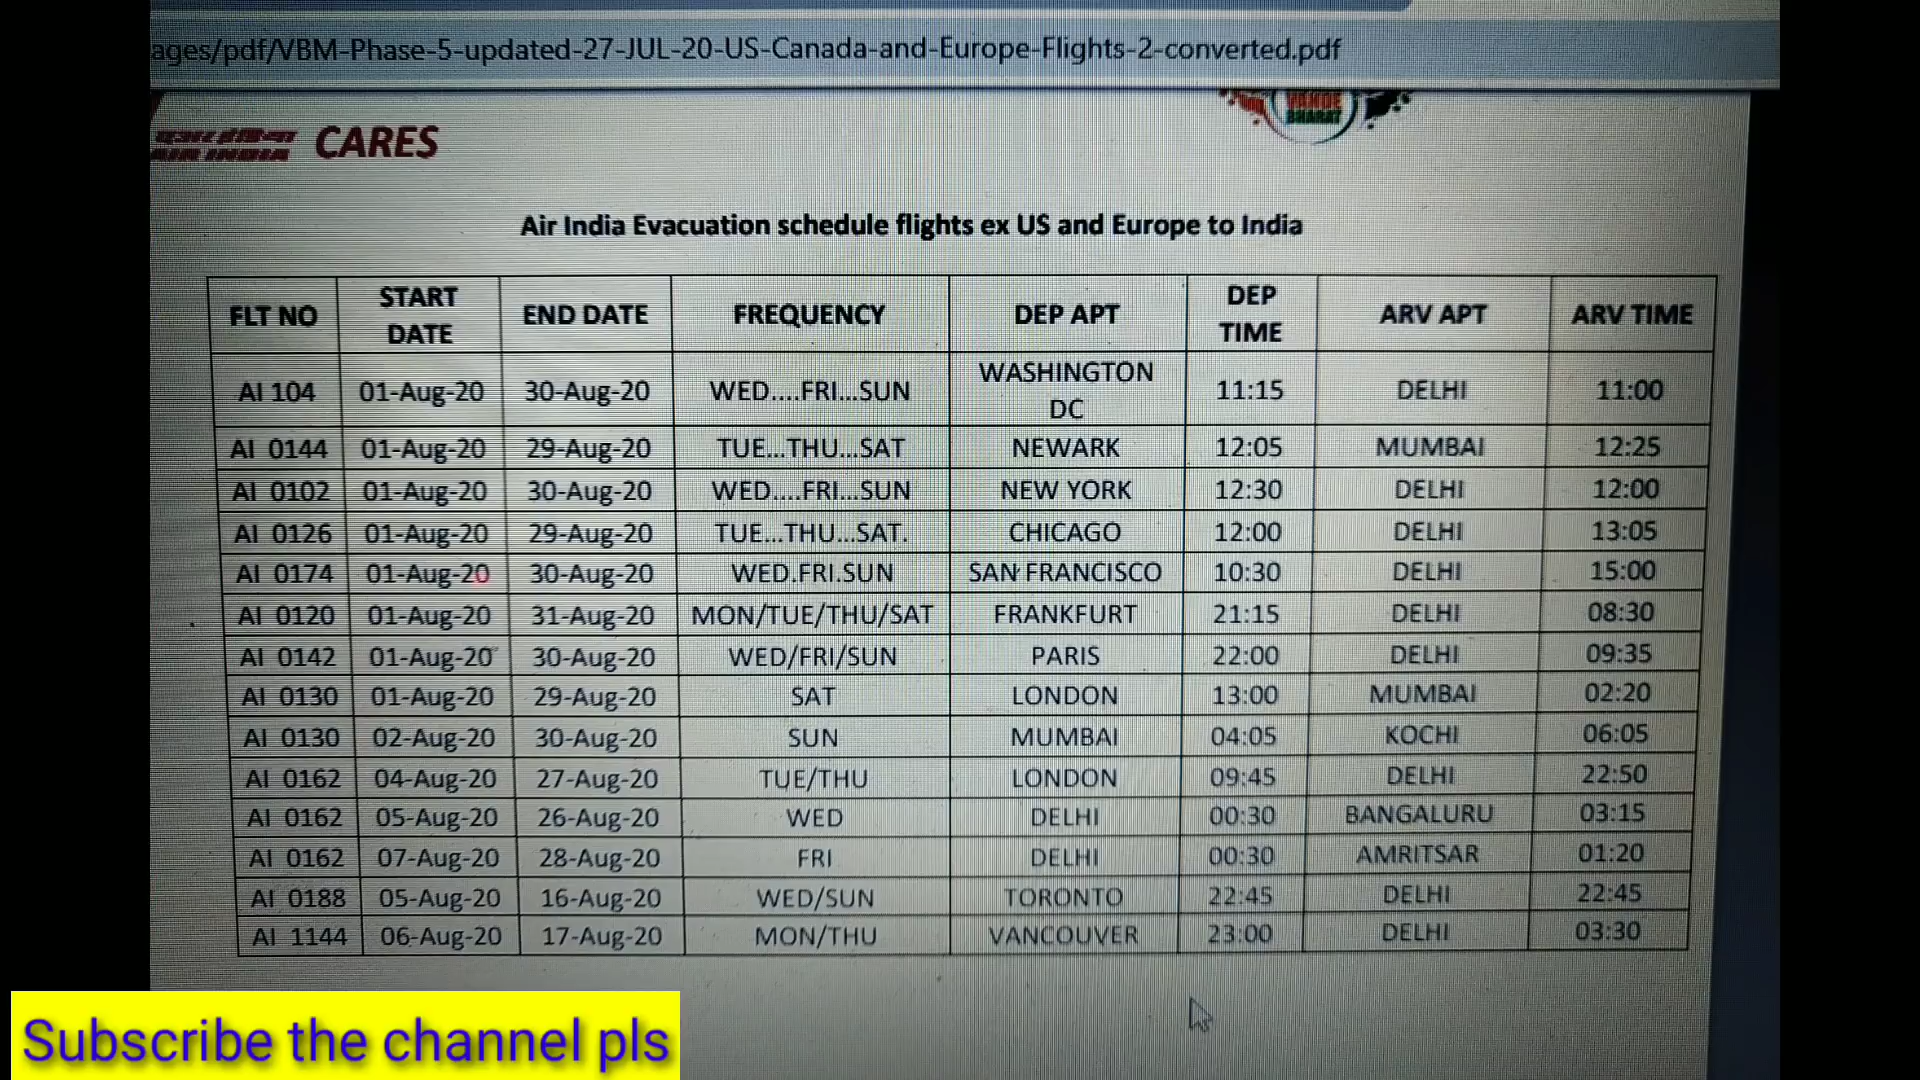 ages/pdf/VBM-Phase-5-updated-27-JUL-20-US-Canada-and-Europe-Flights-2-converted.pdf
AIR INDIA CARES
VANDE
BHARAT
Air India Evacuation schedule flights ex US and Europe to India
FLT NO START DATE END DATE FREQUENCY DEP APT DEP TIME ARV APT ARV TIME
AI 104 01-Aug-20 30-Aug-20 WED....FRI...SUN WASHINGTON DC 11:15 DELHI 11:00
AI 0144 01-Aug-20 29-Aug-20 TUE...THU...SAT NEWARK 12:05 MUMBAI 12:25
AI 0102 01-Aug-20 30-Aug-20 WED....FRI...SUN NEW YORK 12:30 DELHI 12:00
AI 0126 01-Aug-20 29-Aug-20 TUE...THU...SAT. CHICAGO 12:00 DELHI 13:05
AI 0174 01-Aug-20 30-Aug-20 WED.FRI.SUN SAN FRANCISCO 10:30 DELHI 15:00
AI 0120 01-Aug-20 31-Aug-20 MON/TUE/THU/SAT FRANKFURT 21:15 DELHI 08:30
AI 0142 01-Aug-20 30-Aug-20 WED/FRI/SUN PARIS 22:00 DELHI 09:35
AI 0130 01-Aug-20 29-Aug-20 SAT LONDON 13:00 MUMBAI 02:20
AI 0130 02-Aug-20 30-Aug-20 SUN MUMBAI 04:05 KOCHI 06:05
AI 0162 04-Aug-20 27-Aug-20 TUE/THU LONDON 09:45 DELHI 22:50
AI 0162 05-Aug-20 26-Aug-20 WED DELHI 00:30 BANGALURU 03:15
AI 0162 07-Aug-20 28-Aug-20 FRI DELHI 00:30 AMRITSAR 01:20
AI 0188 05-Aug-20 16-Aug-20 WED/SUN TORONTO 22:45 DELHI 22:45
AI 1144 06-Aug-20 17-Aug-20 MON/THU VANCOUVER 23:00 DELHI 03:30
Subscribe the channel pls